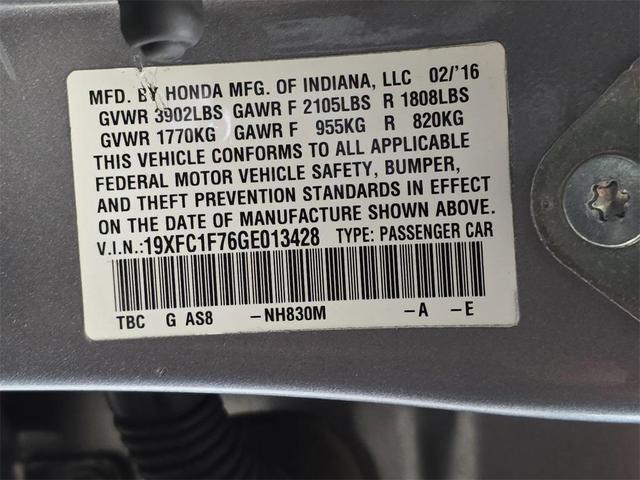 MFD. BY HONDA MFG. OF INDIANA, LLC 02/'16
GVWR 3902LBS GAWR F 2105LBS R 1808LBS
GVWR 1770KG GAWR F 955KG R 820KG
THIS VEHICLE CONFORMS TO ALL APPLICABLE
FEDERAL MOTOR VEHICLE SAFETY, BUMPER,
AND THEFT PREVENTION STANDARDS IN EFFECT
ON THE DATE OF MANUFACTURE SHOWN ABOVE.
V.I.N.:19XFC1F76GE013428 TYPE: PASSENGER CAR
TBC G AS8 –NH830M –A –E